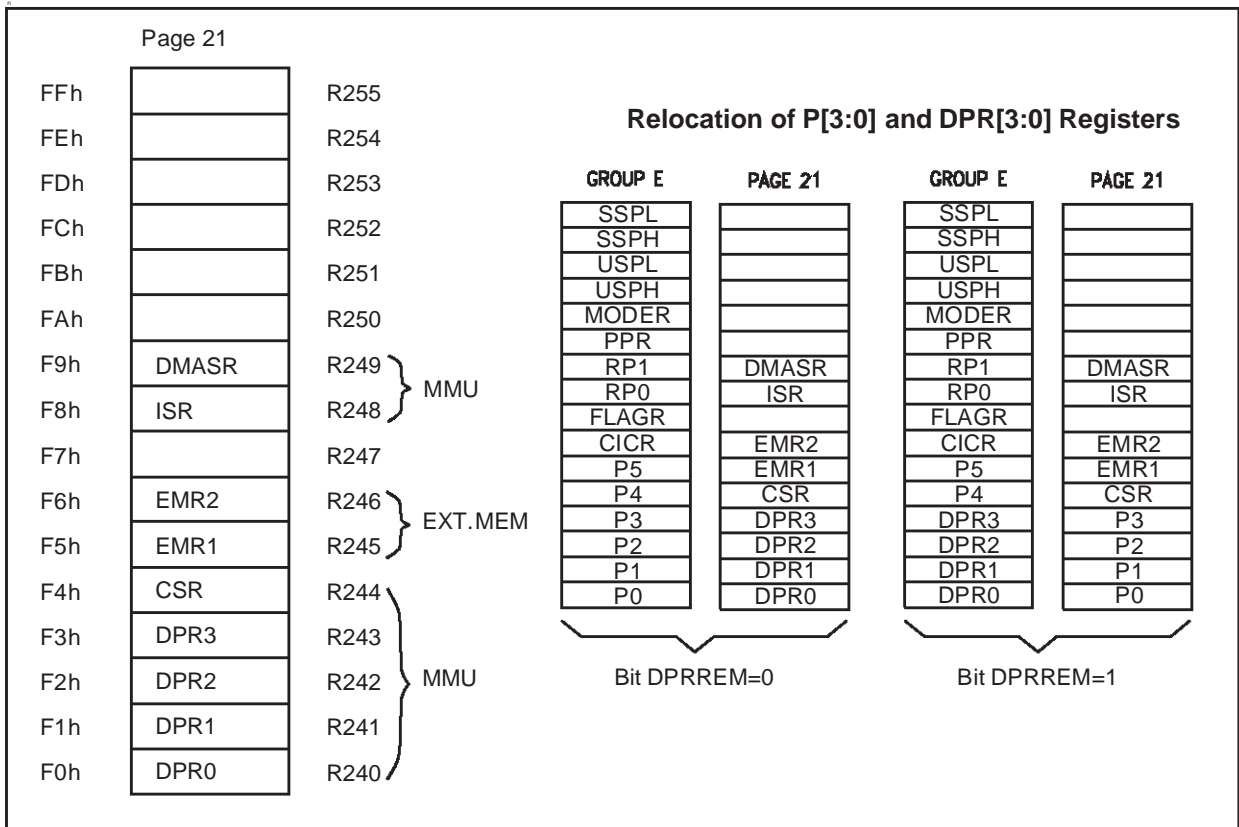 Page 21
FFh R255
FEh R254
FDh R253
FCh R252
FBh R251
FAh R250
F9h DMASR R249
MMU
F8h ISR R248
F7h R247
F6h EMR2 R246
EXT.MEM
F5h EMR1 R245
F4h CSR R244
F3h DPR3 R243
F2h DPR2 R242 MMU
F1h DPR1 R241
F0h DPR0 R240
Relocation of P[3:0] and DPR[3:0] Registers
GROUP E PAGE 21 GROUP E PAGE 21
SSPL SSPL
SSPH SSPH
USPL USPL
USPH USPH
MODER MODER
PPR PPR
RP1 DMASR RP1 DMASR
RP0 ISR RP0 ISR
FLAGR FLAGR
CICR EMR2 CICR EMR2
P5 EMR1 P5 EMR1
P4 CSR P4 CSR
P3 DPR3 DPR3 P3
P2 DPR2 DPR2 P2
P1 DPR1 DPR1 P1
P0 DPR0 DPR0 P0
Bit DPRREM=0 Bit DPRREM=1